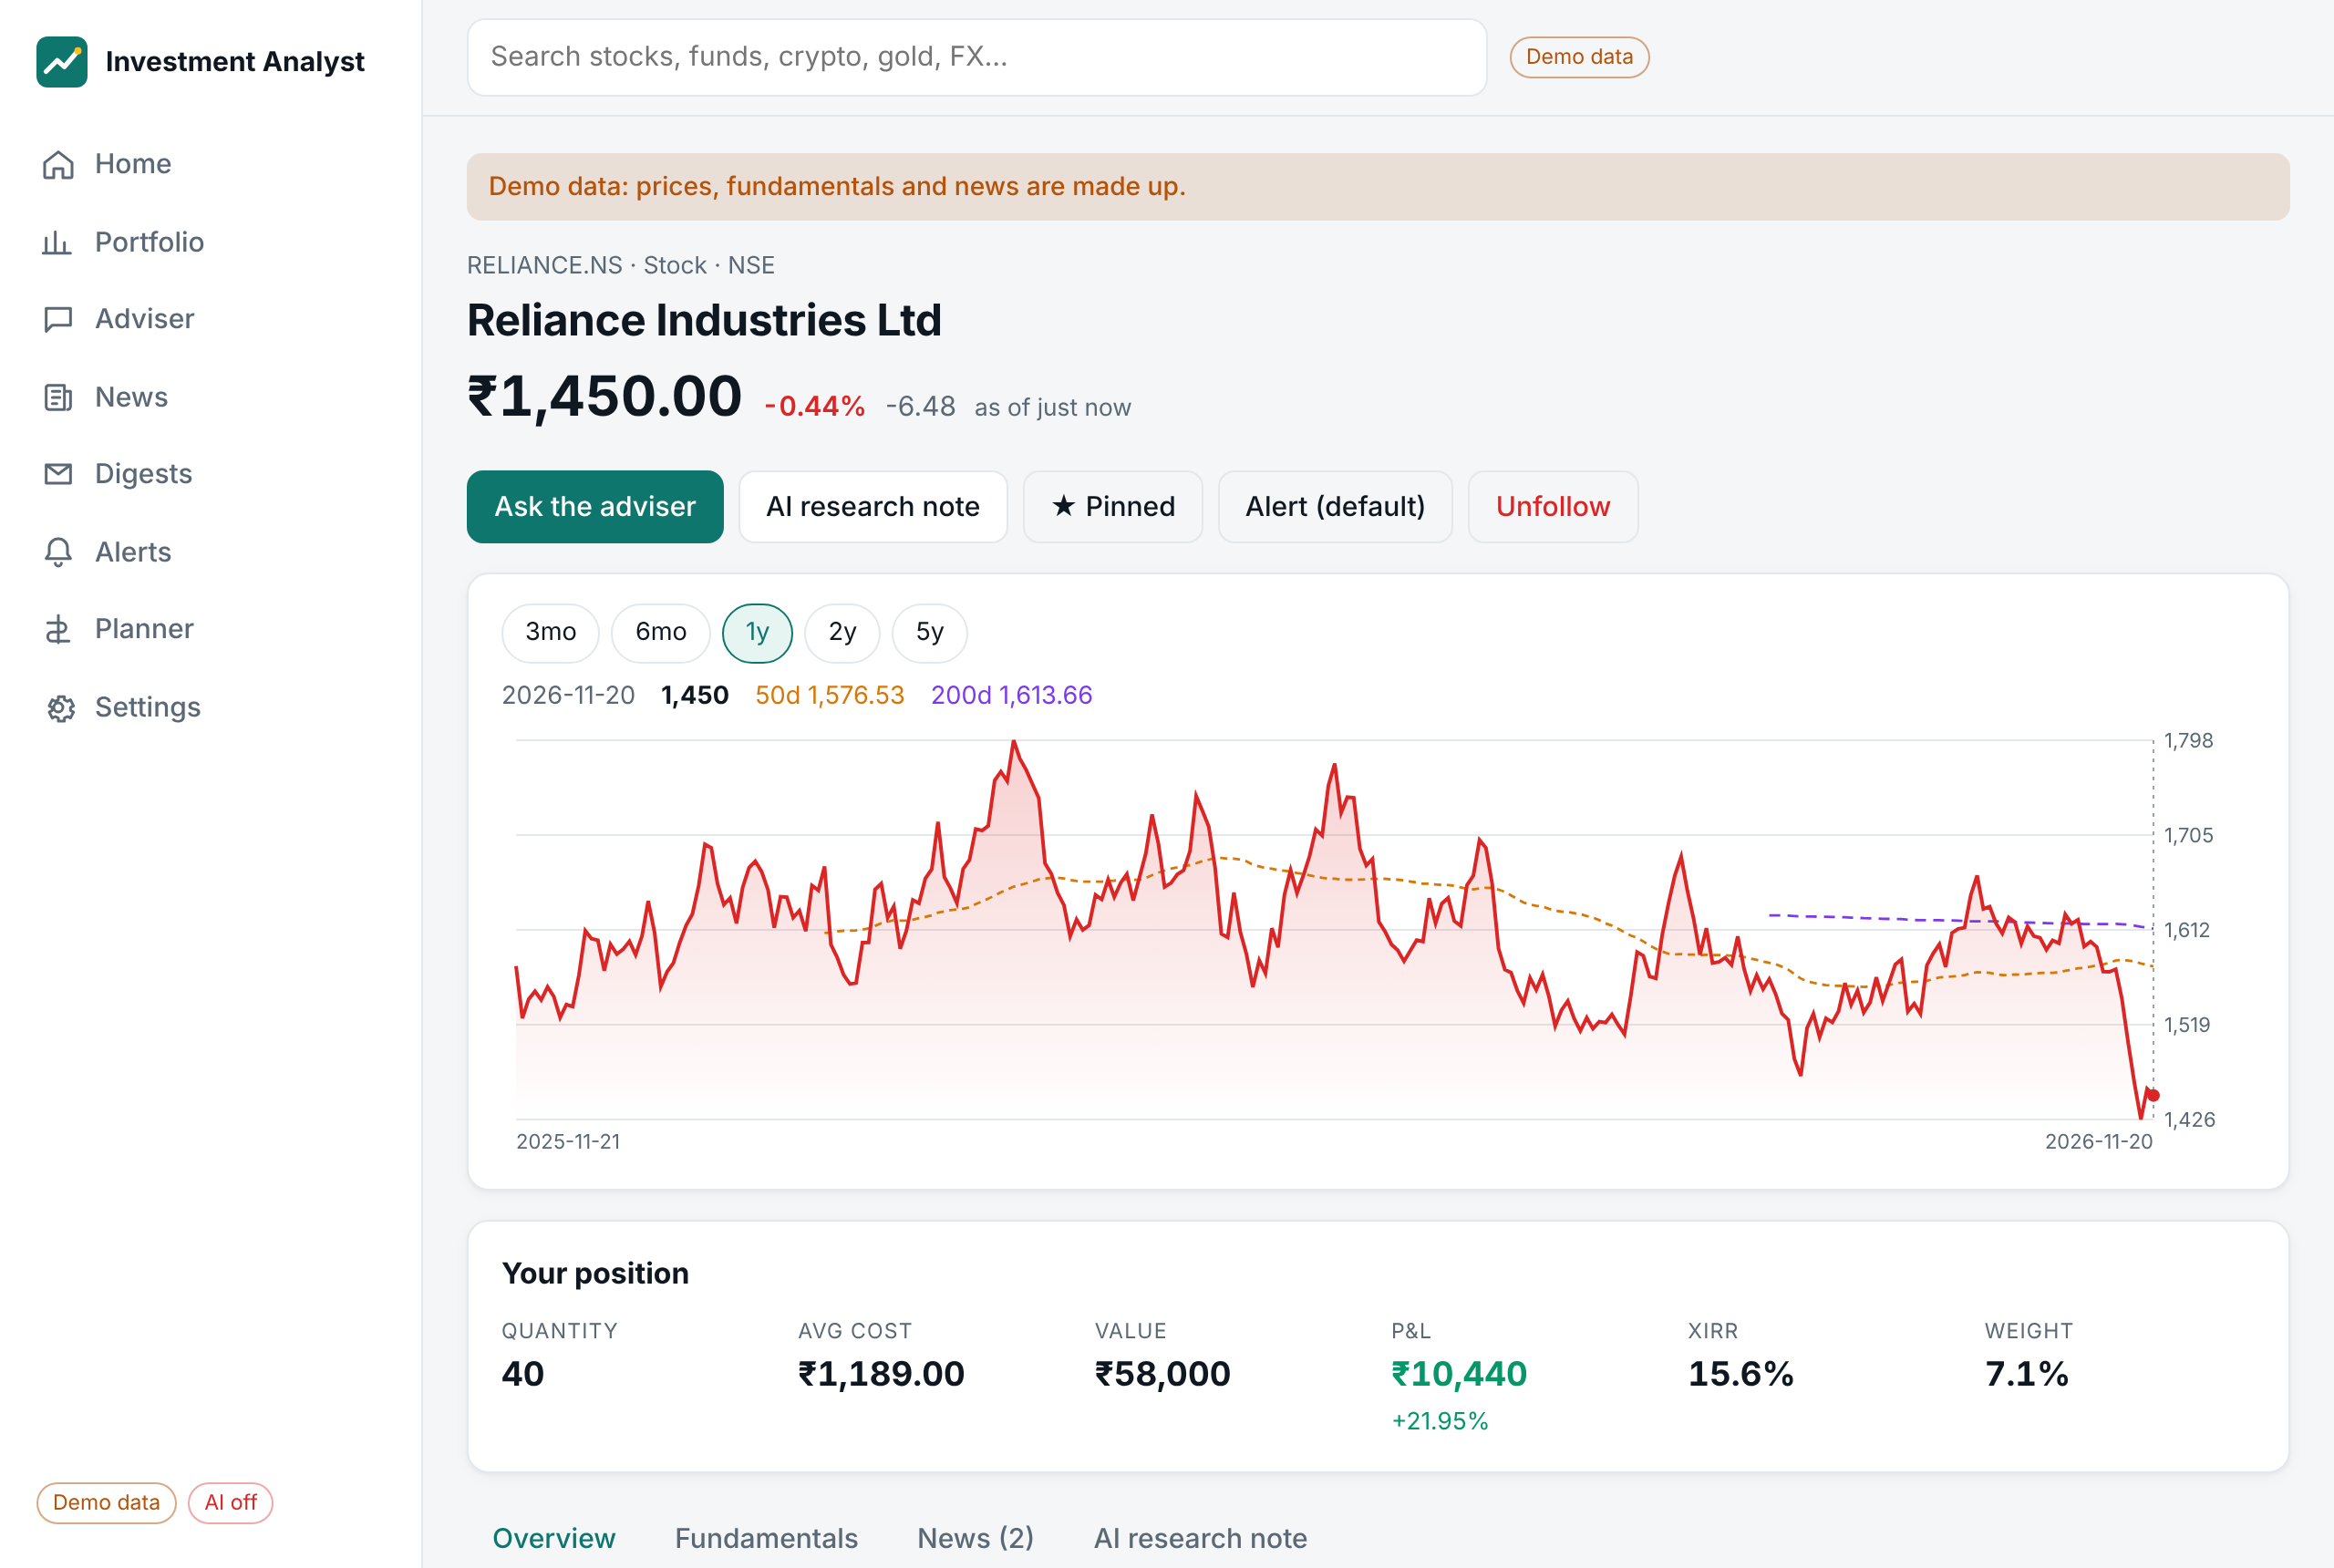 Investment Analyst
Home
Portfolio
Adviser
News
Digests
Alerts
Planner
Settings
Demo data
AI off
Search stocks, funds, crypto, gold, FX...
Demo data
Demo data: prices, fundamentals and news are made up.
RELIANCE.NS · Stock · NSE
Reliance Industries Ltd
₹1,450.00 -0.44% -6.48 as of just now
Ask the adviser
AI research note
★ Pinned
Alert (default)
Unfollow
3mo 6mo 1y 2y 5y
2026-11-20 1,450 50d 1,576.53 200d 1,613.66
1,798
1,705
1,612
1,519
1,426
2025-11-21 2026-11-20
Your position
QUANTITY AVG COST VALUE P&L XIRR WEIGHT
40 ₹1,189.00 ₹58,000 ₹10,440 15.6% 7.1%
+21.95%
Overview Fundamentals News (2) AI research note